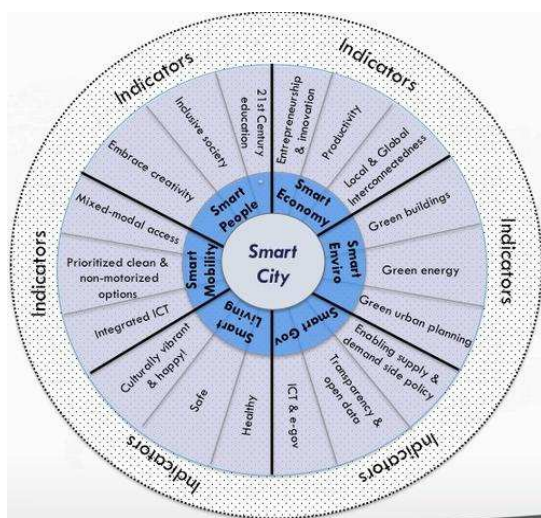 Smart
City
Smart
Economy
Entrepreneurship
& innovation
Productivity
Local & Global
Interconnectedness
Indicators
Smart
Enviro
Green buildings
Green energy
Green urban planning
Indicators
Smart Gov
Enabling supply &
demand side policy
Transparency &
open data
ICT & e-gov
Indicators
Smart
Living
Healthy
Safe
Culturally vibrant
& happy!
Indicators
Smart
Mobility
Integrated ICT
Prioritized clean &
non-motorized
options
Mixed-modal access
Indicators
Smart
People
Embrace creativity
Inclusive society
21st Century
education
Indicators